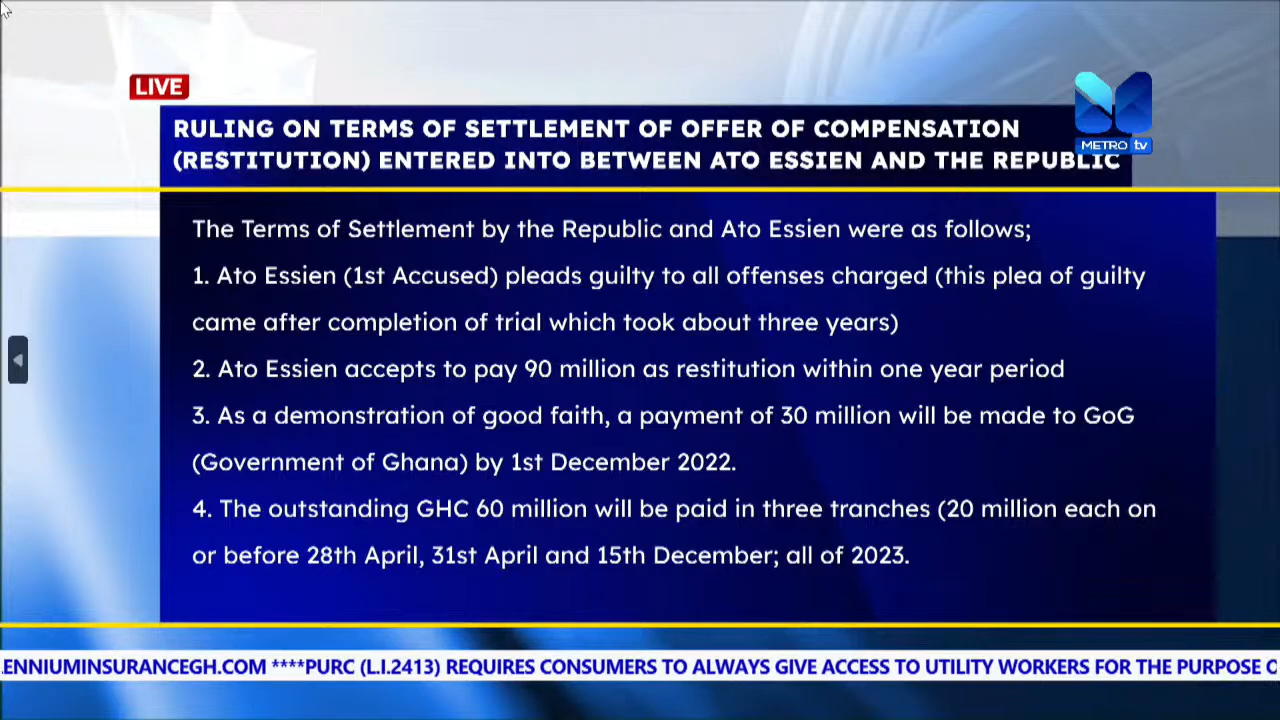 LIVE
RULING ON TERMS OF SETTLEMENT OF OFFER OF COMPENSATION
(RESTITUTION) ENTERED INTO BETWEEN ATO ESSIEN AND THE REPUBLIC
METRO tv
The Terms of Settlement by the Republic and Ato Essien were as follows;
1. Ato Essien (1st Accused) pleads guilty to all offenses charged (this plea of guilty
came after completion of trial which took about three years)
2. Ato Essien accepts to pay 90 million as restitution within one year period
3. As a demonstration of good faith, a payment of 30 million will be made to GoG
(Government of Ghana) by 1st December 2022.
4. The outstanding GHC 60 million will be paid in three tranches (20 million each on
or before 28th April, 31st April and 15th December; all of 2023.
ENNIUMINSURANCEGH.COM ****PURC (L.I.2413) REQUIRES CONSUMERS TO ALWAYS GIVE ACCESS TO UTILITY WORKERS FOR THE PURPOSE